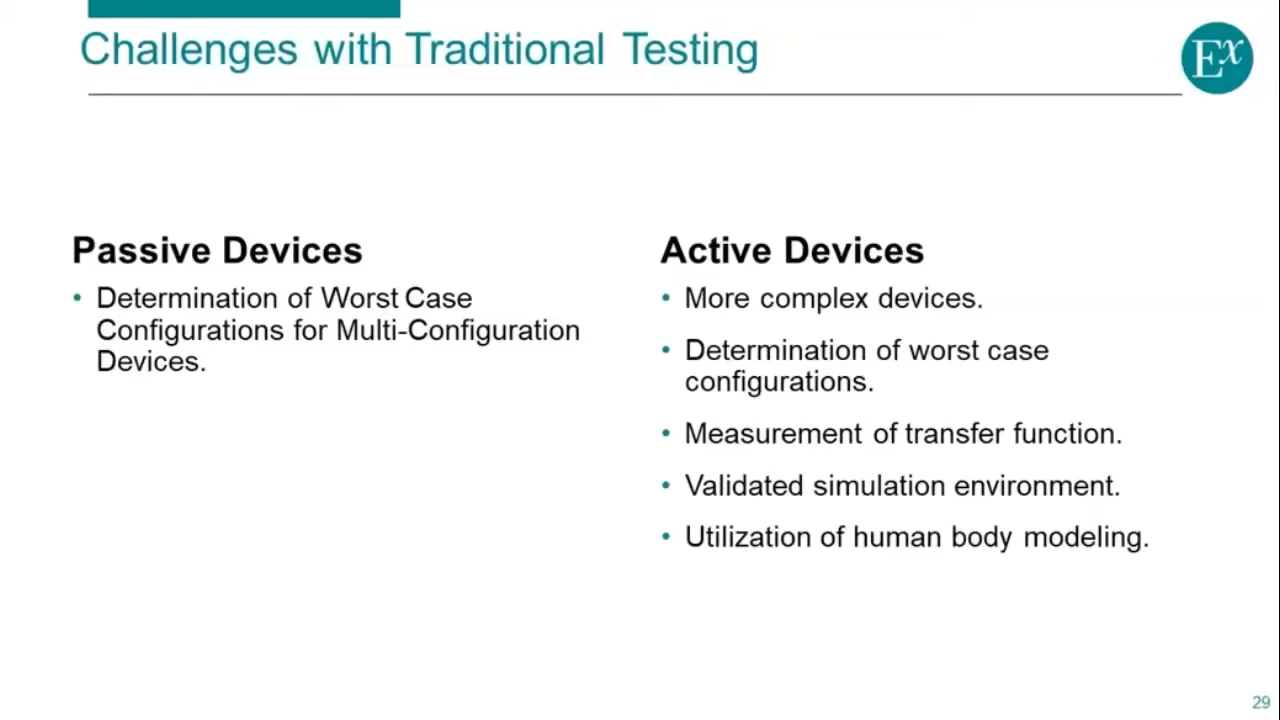 Challenges with Traditional Testing
Ex
Passive Devices
• Determination of Worst Case
Configurations for Multi-Configuration
Devices.
Active Devices
• More complex devices.
• Determination of worst case
configurations.
• Measurement of transfer function.
• Validated simulation environment.
• Utilization of human body modeling.
29